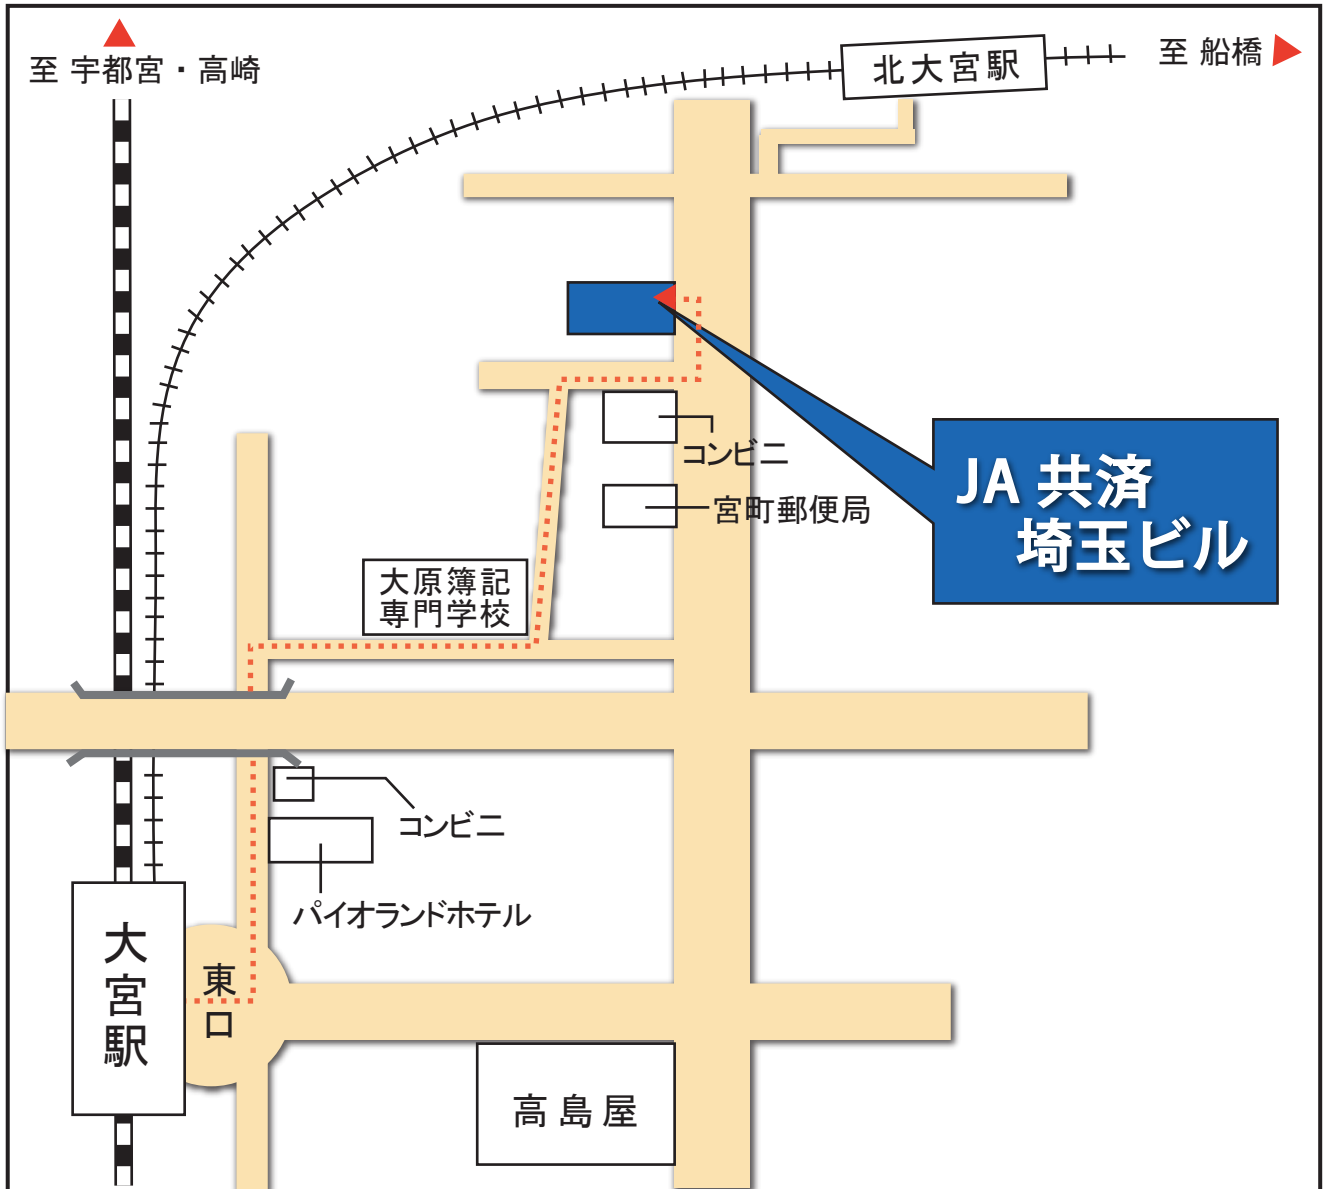 至 宇都宮・高崎
北大宮駅
至 船橋
コンビニ
宮町郵便局
JA 共済
埼玉ビル
大原簿記
専門学校
コンビニ
パイオランドホテル
大宮駅
東口
高島屋